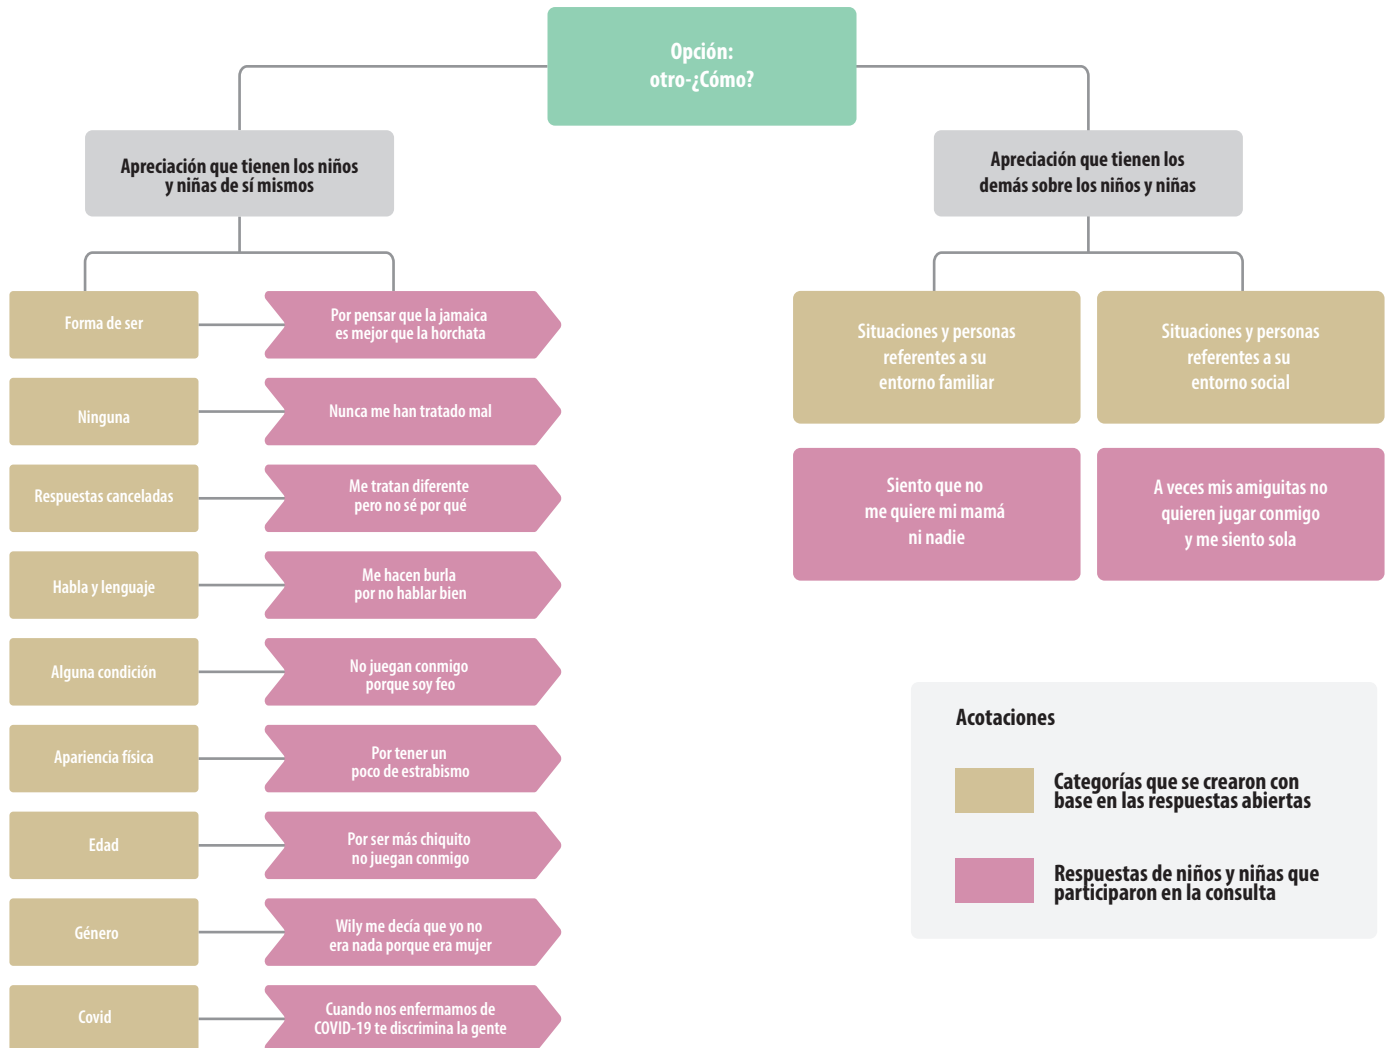 Opción:
otro-¿Cómo?
Apreciación que tienen los niños
y niñas de sí mismos
Apreciación que tienen los
demás sobre los niños y niñas
Forma de ser
Por pensar que la jamaica
es mejor que la horchata
Ninguna
Nunca me han tratado mal
Respuestas canceladas
Me tratan diferente
pero no sé por qué
Habla y lenguaje
Me hacen burla
por no hablar bien
Alguna condición
No juegan conmigo
porque soy feo
Apariencia física
Por tener un
poco de estrabismo
Edad
Por ser más chiquito
no juegan conmigo
Género
Wily me decía que yo no
era nada porque era mujer
Covid
Cuando nos enfermamos de
COVID-19 te discrimina la gente
Situaciones y personas
referentes a su
entorno familiar
Situaciones y personas
referentes a su
entorno social
Siento que no
me quiere mi mamá
ni nadie
A veces mis amiguitas no
quieren jugar conmigo
y me siento sola
Acotaciones
Categorías que se crearon con
base en las respuestas abiertas
Respuestas de niños y niñas que
participaron en la consulta